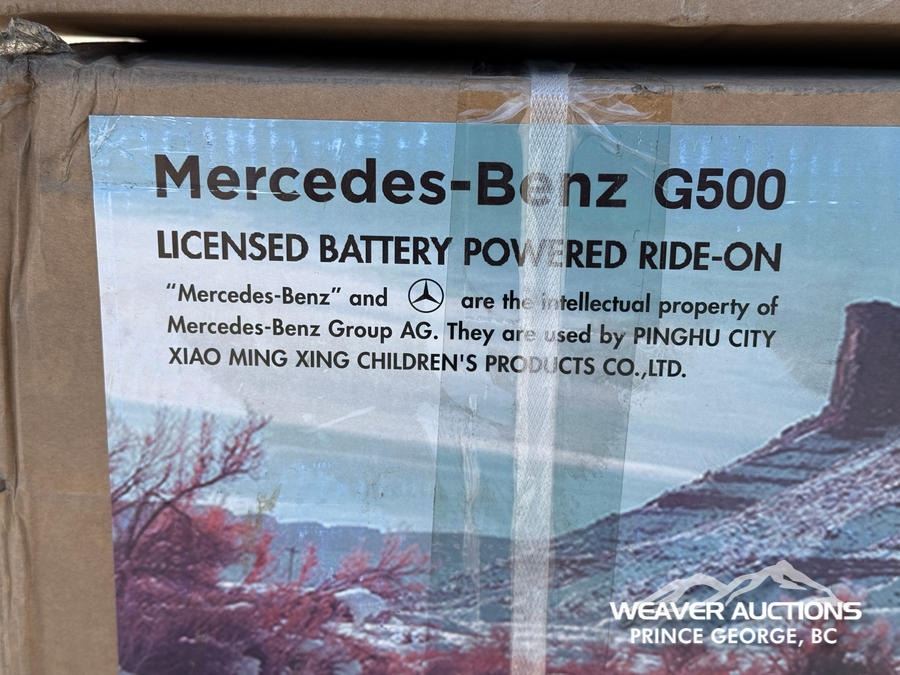 Mercedes-Benz G500
LICENSED BATTERY POWERED RIDE-ON
“Mercedes-Benz” and are the intellectual property of
Mercedes-Benz Group AG. They are used by PINGHU CITY
XIAO MING XING CHILDREN'S PRODUCTS CO.,LTD.
WEAVER AUCTIONS
PRINCE GEORGE, BC